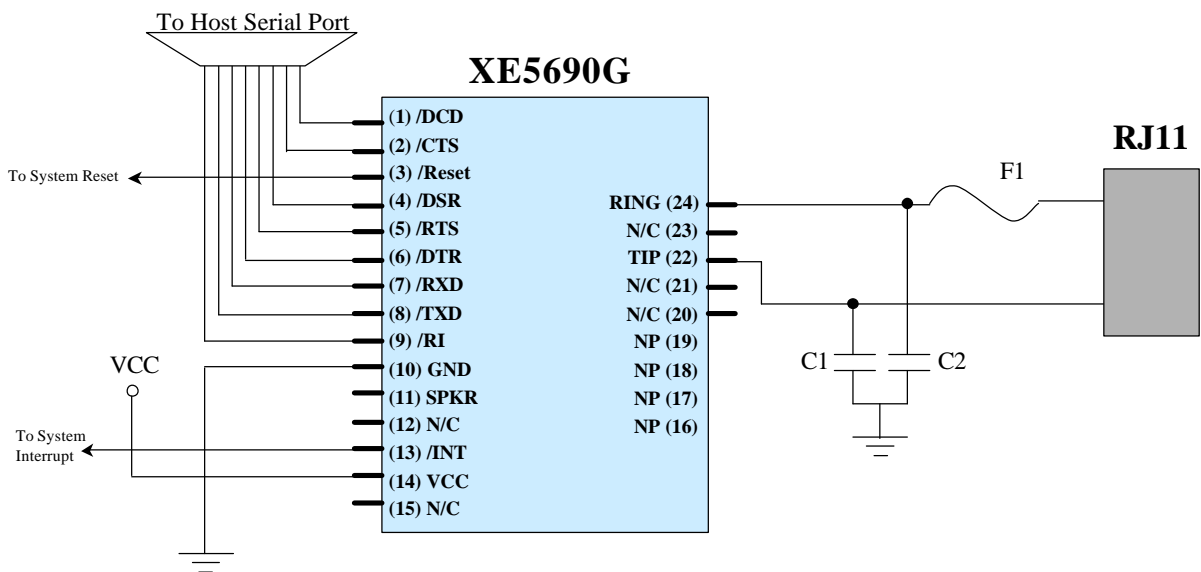 To Host Serial Port
XE5690G
RJ11
(1) /DCD
(2) /CTS
(3) /Reset
(4) /DSR
(5) /RTS
(6) /DTR
(7) /RXD
(8) /TXD
(9) /RI
(10) GND
(11) SPKR
(12) N/C
(13) /INT
(14) VCC
(15) N/C
RING (24)
N/C (23)
TIP (22)
N/C (21)
N/C (20)
NP (19)
NP (18)
NP (17)
NP (16)
To System Reset
VCC
To System
Interrupt
F1
C1
C2